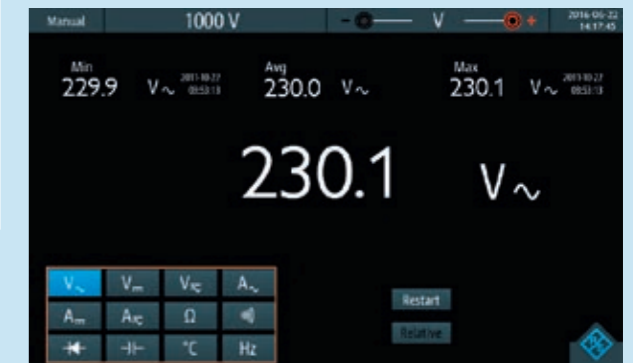 Manual 1000 V - V + 2016-06-22
14:17:45
Min Avg Max
229.9 V~ 230.0 V~ 230.1 V~
230.1 V~
V~ V⎓ A~
Restart
Ω
Relative
°C Hz